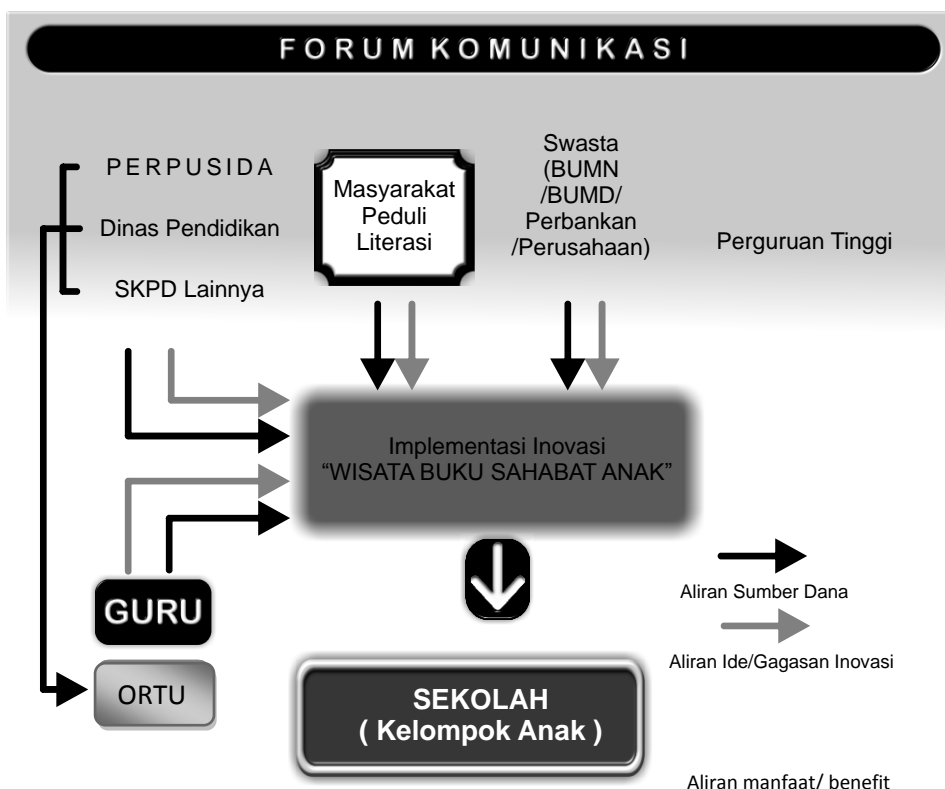 FORUM KOMUNIKASI
PERPUSIDA
Dinas Pendidikan
SKPD Lainnya
Masyarakat
Peduli
Literasi
Swasta
(BUMN
/BUMD/
Perbankan
/Perusahaan)
Perguruan Tinggi
Implementasi Inovasi
“WISATA BUKU SAHABAT ANAK”
GURU
ORTU
SEKOLAH
( Kelompok Anak )
Aliran Sumber Dana
Aliran Ide/Gagasan Inovasi
Aliran manfaat/ benefit